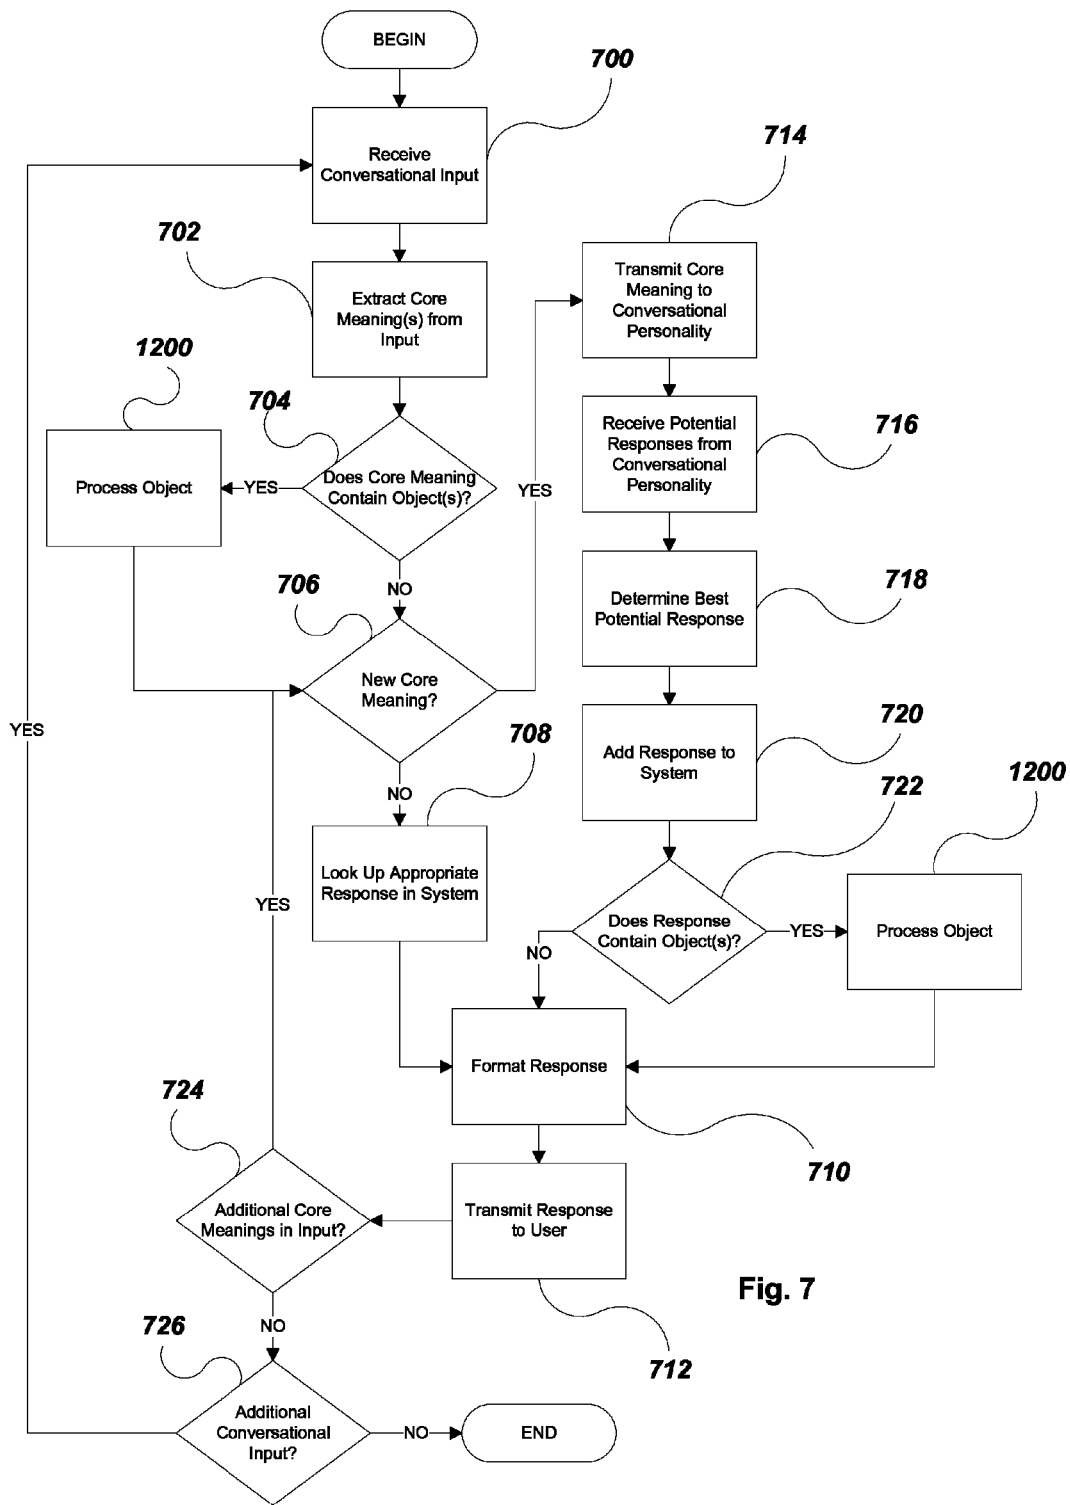 BEGIN
700
Receive
Conversational Input
714
702
Transmit Core
Meaning to
Conversational
Personality
Extract Core
Meaning(s) from
Input
1200
704
Receive Potential
Responses from
Conversational
Personality
716
Process Object
YES
Does Core Meaning
Contain Object(s)?
YES
NO
706
718
Determine Best
Potential Response
New Core
Meaning?
YES
708
720
Add Response to
System
1200
722
NO
Look Up Appropriate
Response in System
YES
Does Response
Contain Object(s)?
YES
Process Object
NO
Format Response
724
710
Additional Core
Meanings in Input?
Transmit Response
to User
Fig. 7
726
NO
712
Additional
Conversational
Input?
NO
END